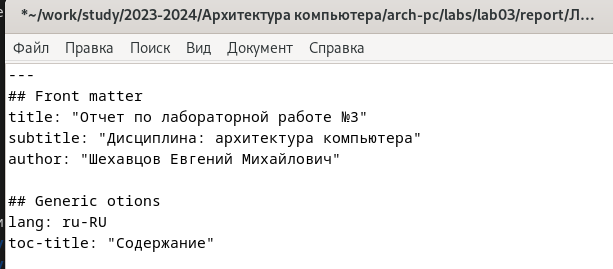 *~/work/study/2023-2024/Архитектура компьютера/arch-pc/labs/lab03/report/Л...
Файл Правка Поиск Вид Документ Справка
---
## Front matter
title: "Отчет по лабораторной работе №3"
subtitle: "Дисциплина: архитектура компьютера"
author: "Шехавцов Евгений Михайлович"
## Generic otions
lang: ru-RU
toc-title: "Содержание"